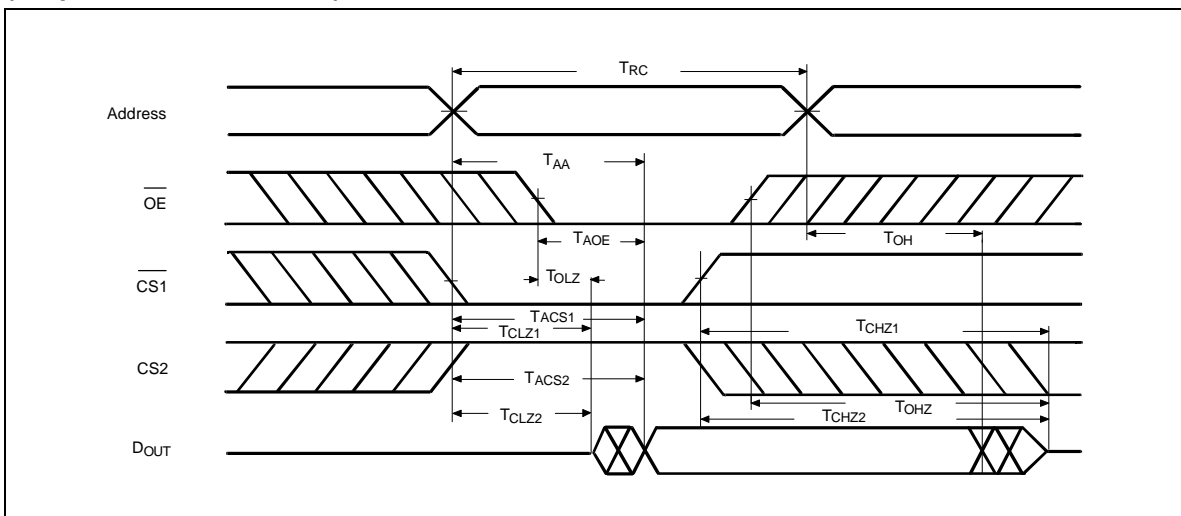 TRC
Address
TAA
OE
TAOE
TOH
TOLZ
CS1
TACS1
TCLZ1
TCHZ1
CS2
TACS2
TOHZ
TCLZ2
TCHZ2
DOUT